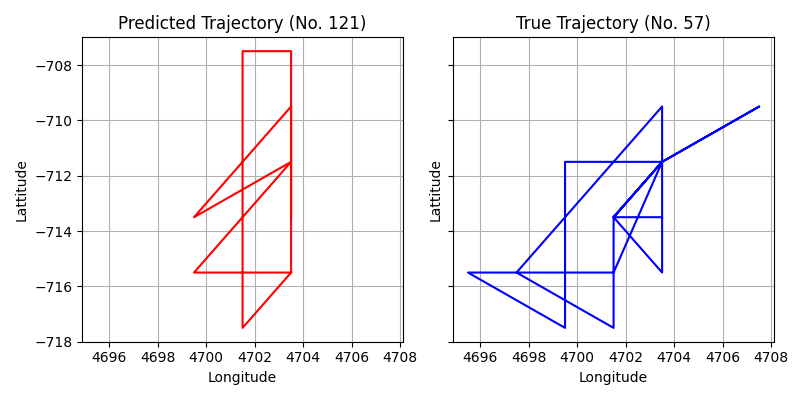 Predicted Trajectory (No. 121)
True Trajectory (No. 57)
Lattitude
−708
−710
−712
−714
−716
−718
4696 4698 4700 4702 4704 4706 4708
Longitude
Lattitude
4696 4698 4700 4702 4704 4706 4708
Longitude